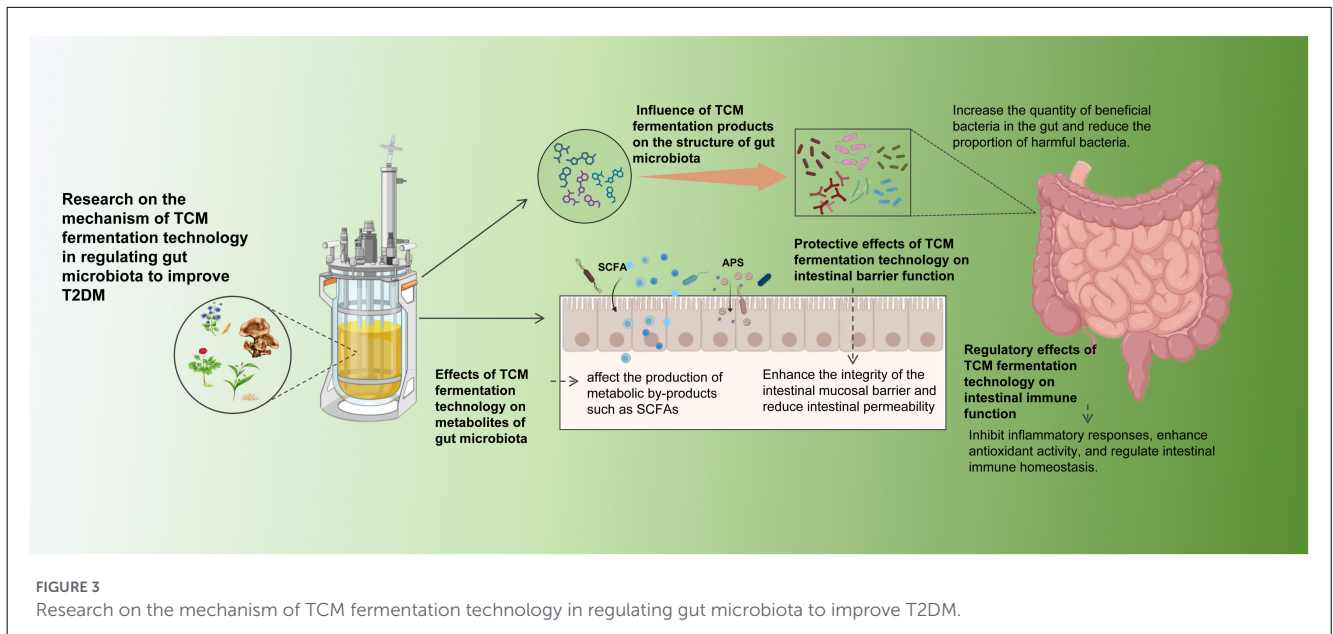 Research on the
mechanism of TCM
fermentation technology
in regulating gut
microbiota to improve
T2DM
Influence of TCM
fermentation products
on the structure of gut
microbiota
Increase the quantity of beneficial
bacteria in the gut and reduce the
proportion of harmful bacteria.
SCFA
APS
Protective effects of TCM
fermentation technology on
intestinal barrier function
Effects of TCM
fermentation
technology on
metabolites of
gut microbiota
affect the production of
metabolic by-products
such as SCFAs
Enhance the integrity of the
intestinal mucosal barrier and
reduce intestinal permeability
Regulatory effects of
TCM fermentation
technology on
intestinal immune
function
Inhibit inflammatory responses, enhance
antioxidant activity, and regulate intestinal
immune homeostasis.
FIGURE 3
Research on the mechanism of TCM fermentation technology in regulating gut microbiota to improve T2DM.